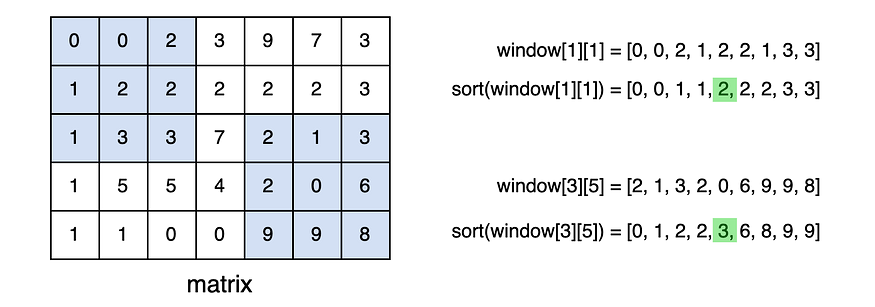 0 0 2 3 9 7 3
1 2 2 2 2 2 3
1 3 3 7 2 1 3
1 5 5 4 2 0 6
1 1 0 0 9 9 8
matrix
window[1][1] = [0, 0, 2, 1, 2, 2, 1, 3, 3]
sort(window[1][1]) = [0, 0, 1, 1, 2, 2, 2, 3, 3]
window[3][5] = [2, 1, 3, 2, 0, 6, 9, 9, 8]
sort(window[3][5]) = [0, 1, 2, 2, 3, 6, 8, 9, 9]